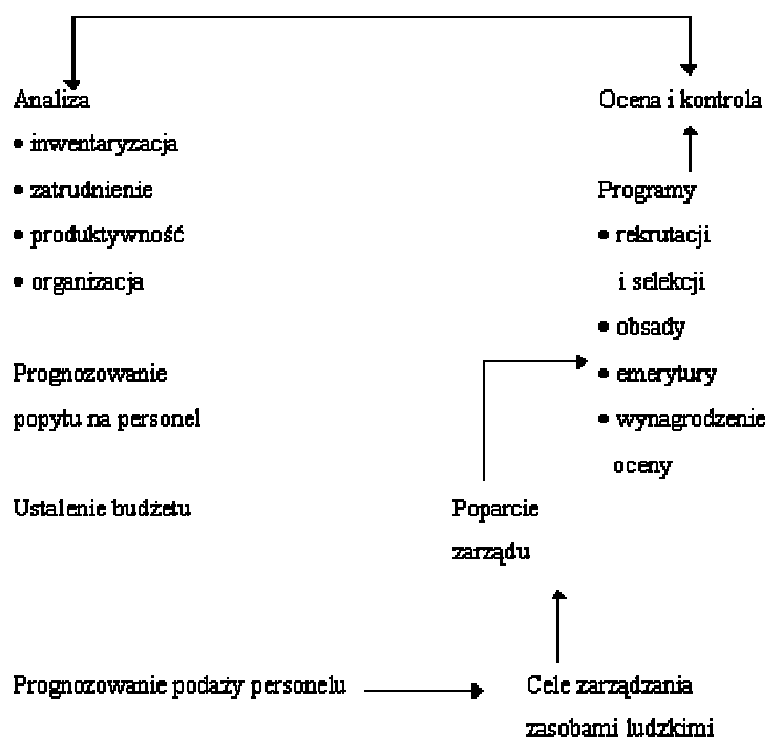 Analiza
• inwentaryzacja
• zatrudnienie
• produktywność
• organizacja
Prognozowanie
popytu na personel
Ustalenie budżetu
Prognozowanie podaży personelu
Cele zarządzania
zasobami ludzkimi
Poparcie
zarządu
Programy
• rekrutacji
i selekcji
• obsady
• emerytury
• wynagrodzenie
oceny
Ocena i kontrola